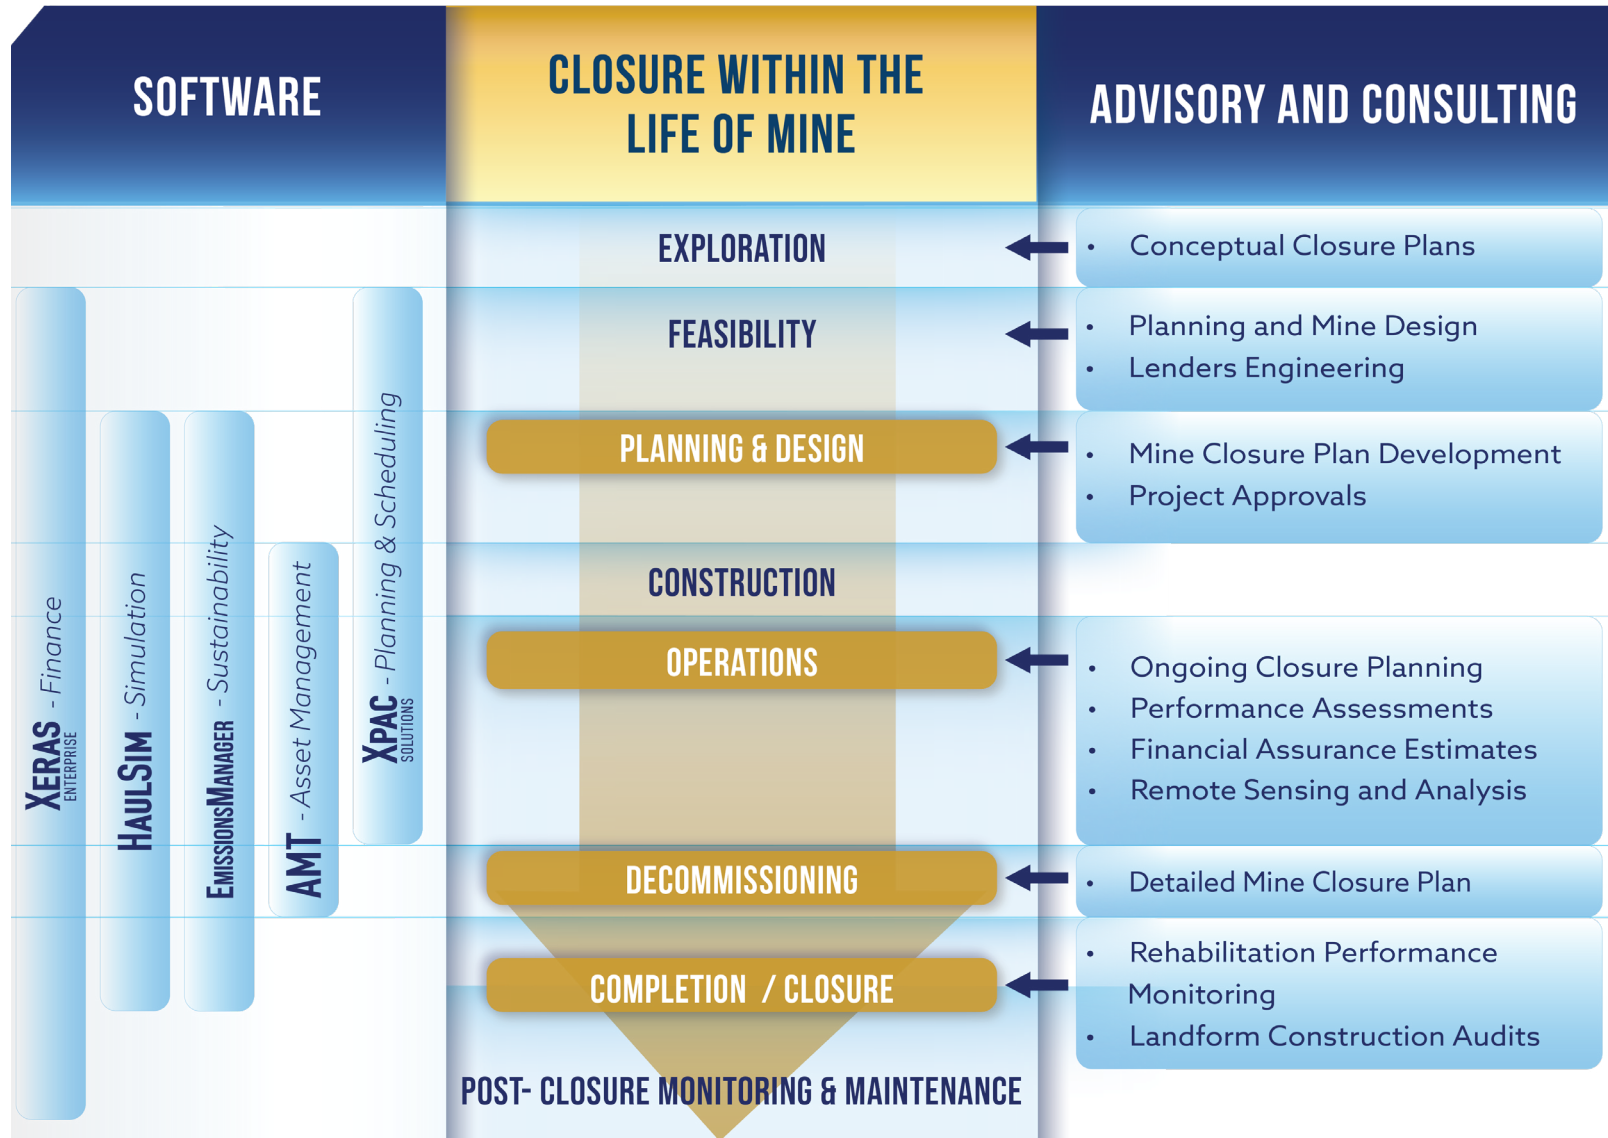 SOFTWARE
CLOSURE WITHIN THE
LIFE OF MINE
ADVISORY AND CONSULTING
XERAS - Finance
ENTERPRISE
HAULSIM - Simulation
EMISSIONSMANAGER - Sustainability
AMT - Asset Management
XPAC - Planning & Scheduling
SOLUTIONS
EXPLORATION
• Conceptual Closure Plans
FEASIBILITY
• Planning and Mine Design
• Lenders Engineering
PLANNING & DESIGN
• Mine Closure Plan Development
• Project Approvals
CONSTRUCTION
OPERATIONS
• Ongoing Closure Planning
• Performance Assessments
• Financial Assurance Estimates
• Remote Sensing and Analysis
DECOMMISSIONING
• Detailed Mine Closure Plan
COMPLETION / CLOSURE
• Rehabilitation Performance
Monitoring
• Landform Construction Audits
POST- CLOSURE MONITORING & MAINTENANCE